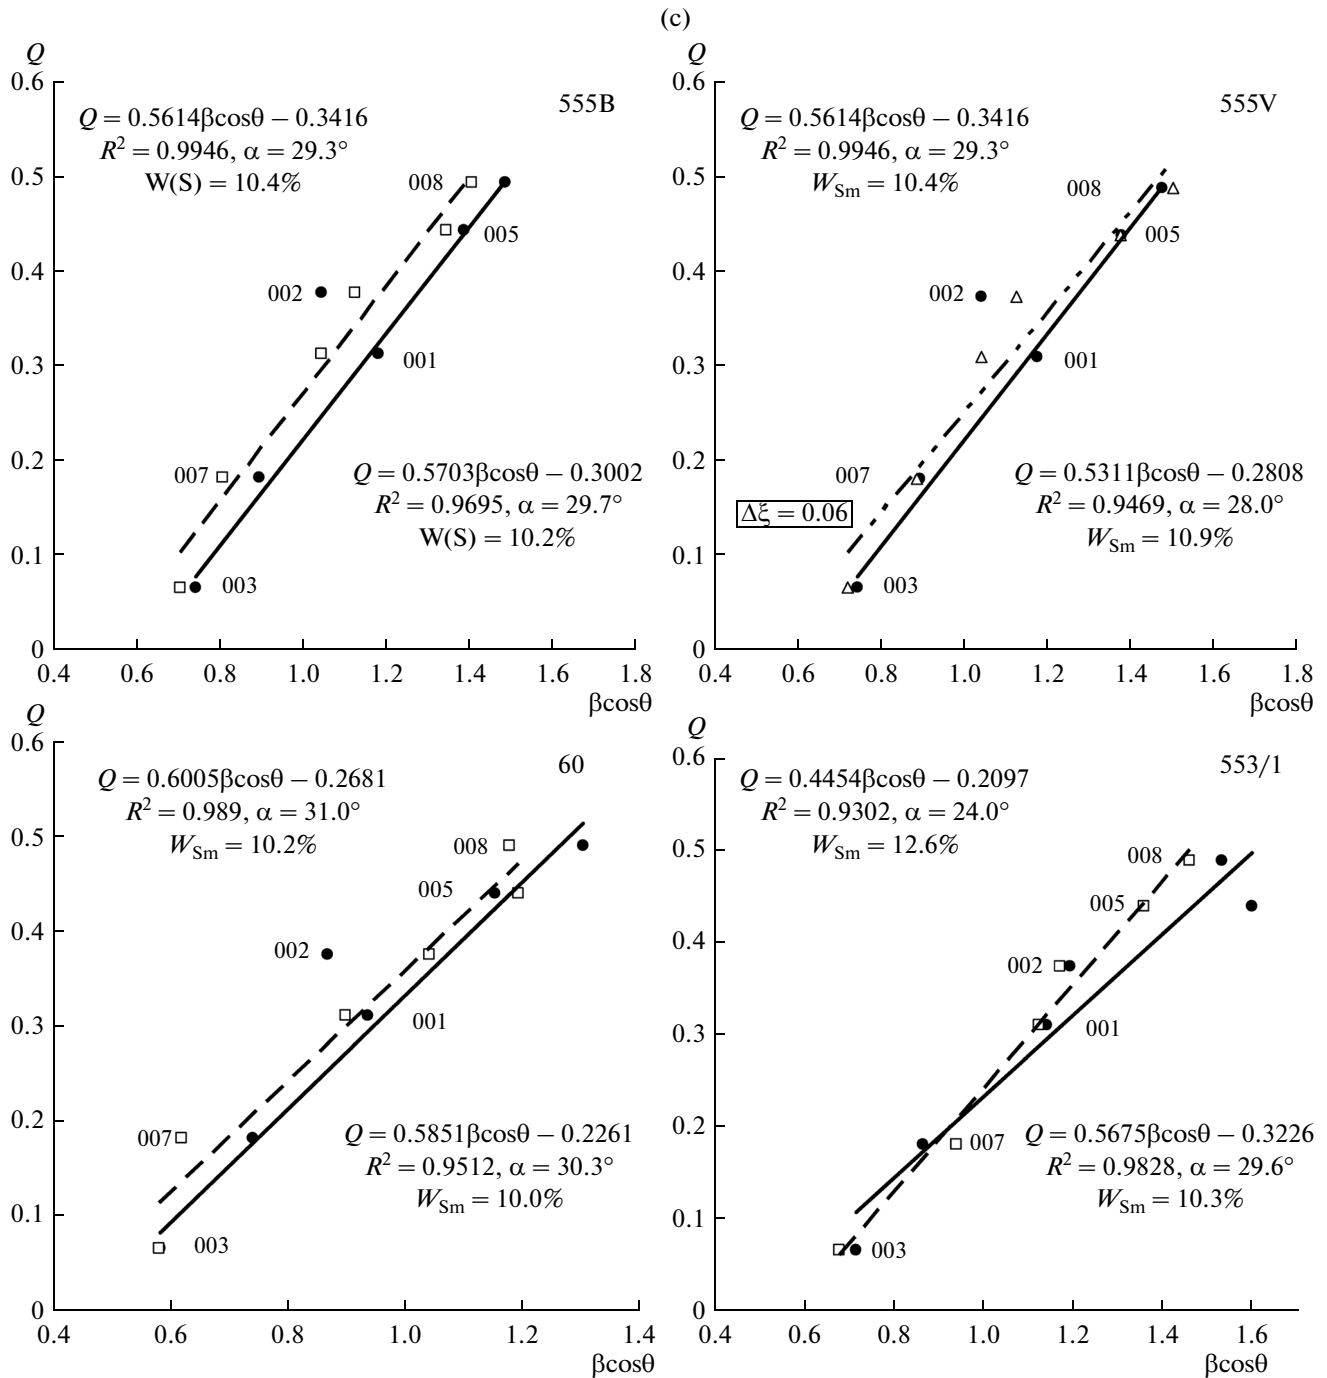 (c)
Q
0.6
0.5
0.4
0.3
0.2
0.1
0
0.4 0.6 0.8 1.0 1.2 1.4 1.6 1.8
βcosθ
555B
Q = 0.5614βcosθ – 0.3416
R² = 0.9946, α = 29.3°
W(S) = 10.4%
008
005
002
001
007
003
Q = 0.5703βcosθ – 0.3002
R² = 0.9695, α = 29.7°
W(S) = 10.2%
Q
0.6
0.5
0.4
0.3
0.2
0.1
0
0.4 0.6 0.8 1.0 1.2 1.4 1.6 1.8
βcosθ
555V
Q = 0.5614βcosθ – 0.3416
R² = 0.9946, α = 29.3°
W_Sm = 10.4%
008
005
002
001
007
Δξ = 0.06
003
Q = 0.5311βcosθ – 0.2808
R² = 0.9469, α = 28.0°
W_Sm = 10.9%
Q
0.6
0.5
0.4
0.3
0.2
0.1
0
0.6 0.8 1.0 1.2 1.4
βcosθ
60
Q = 0.6005βcosθ – 0.2681
R² = 0.989, α = 31.0°
W_Sm = 10.2%
008
005
002
001
007
003
Q = 0.5851βcosθ – 0.2261
R² = 0.9512, α = 30.3°
W_Sm = 10.0%
Q
0.6
0.5
0.4
0.3
0.2
0.1
0
0.4 0.6 0.8 1.0 1.2 1.4 1.6
βcosθ
553/1
Q = 0.4454βcosθ – 0.2097
R² = 0.9302, α = 24.0°
W_Sm = 12.6%
008
005
002
001
007
003
Q = 0.5675βcosθ – 0.3226
R² = 0.9828, α = 29.6°
W_Sm = 10.3%